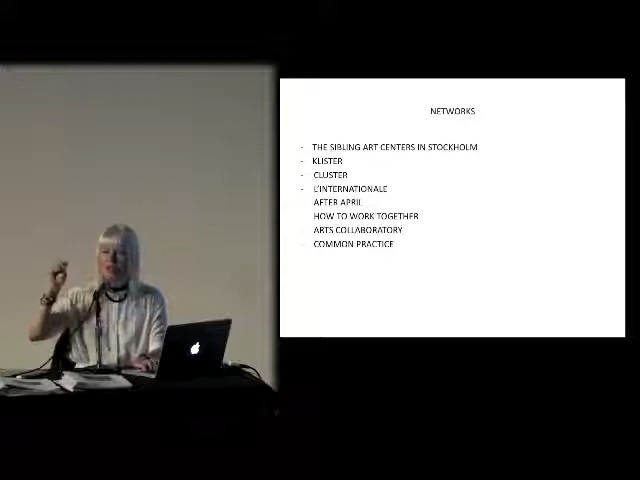 NETWORKS
- THE SIBLING ART CENTERS IN STOCKHOLM
- KLISTER
- CLUSTER
- L'INTERNATIONALE
AFTER APRIL
HOW TO WORK TOGETHER
- ARTS COLLABORATORY
- COMMON PRACTICE